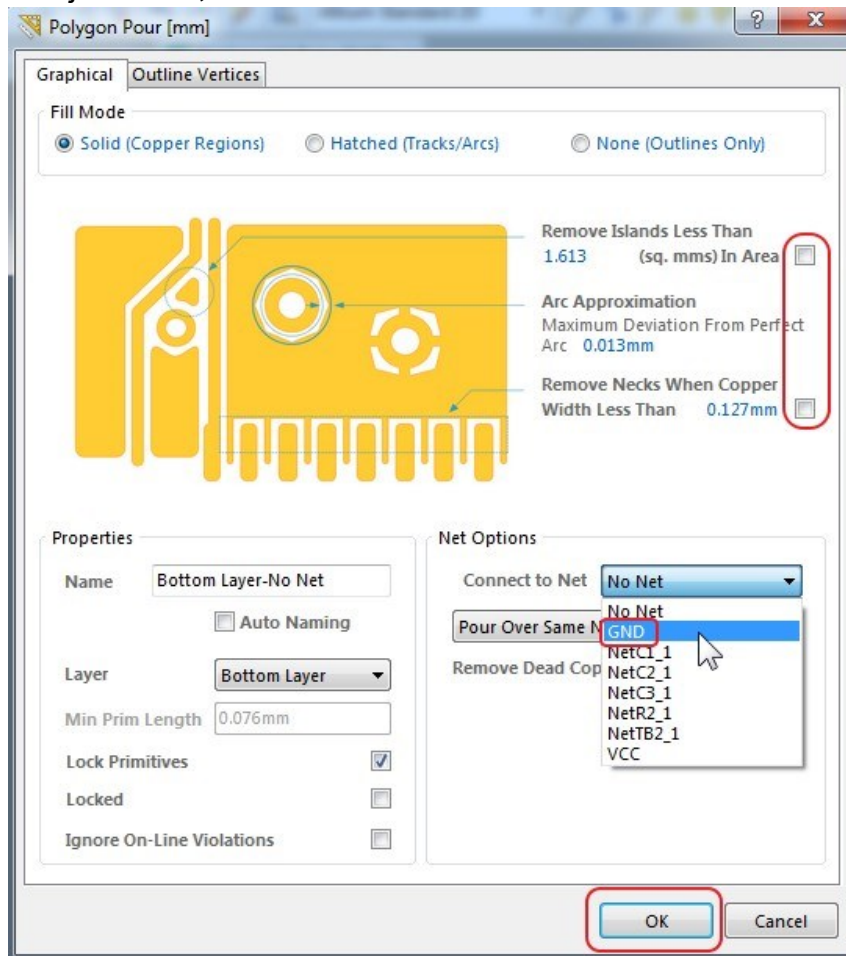 Polygon Pour [mm]
Graphical Outline Vertices
Fill Mode
Solid (Copper Regions) Hatched (Tracks/Arcs) None (Outlines Only)
Remove Islands Less Than
1.613 (sq. mms) In Area
Arc Approximation
Maximum Deviation From Perfect
Arc 0.013mm
Remove Necks When Copper
Width Less Than 0.127mm
Properties
Name Bottom Layer-No Net
Auto Naming
Layer Bottom Layer
Min Prim Length 0.076mm
Lock Primitives
Locked
Ignore On-Line Violations
Net Options
Connect to Net No Net
Pour Over Same N
Remove Dead Cop
No Net
GND
NetC1_1
NetC2_1
NetC3_1
NetR2_1
NetTB2_1
VCC
OK Cancel